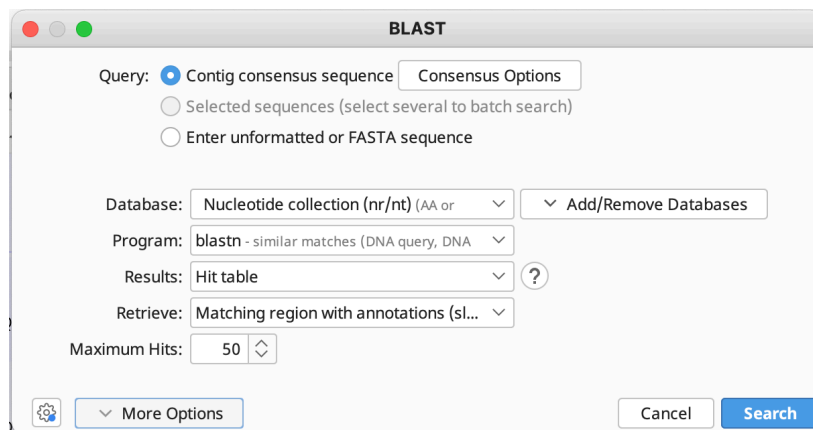 BLAST
Query: Contig consensus sequence Consensus Options
Selected sequences (select several to batch search)
Enter unformatted or FASTA sequence
Database: Nucleotide collection (nr/nt) (AA or Add/Remove Databases
Program: blastn - similar matches (DNA query, DNA
Results: Hit table ?
Retrieve: Matching region with annotations (sl...
Maximum Hits: 50
More Options Cancel Search